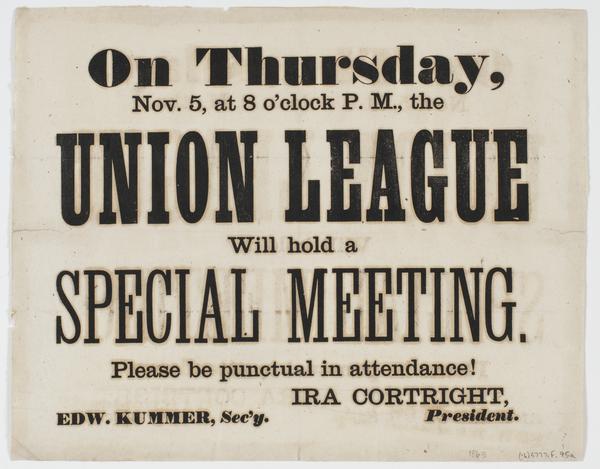 On Thursday,
Nov. 5, at 8 o'clock P. M., the
UNION LEAGUE
Will hold a
SPECIAL MEETING.
Please be punctual in attendance!
IRA CORTRIGHT,
EDW. KUMMER, Sec'y. President.
1863